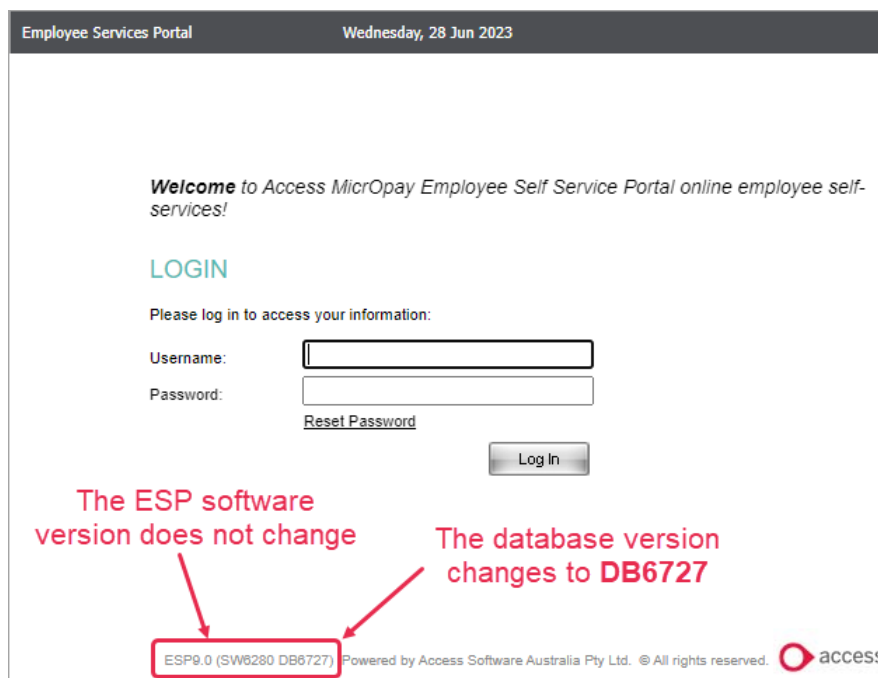 Employee Services Portal Wednesday, 28 Jun 2023
Welcome to Access MicrOpay Employee Self Service Portal online employee self-
services!
LOGIN
Please log in to access your information:
Username:
Password:
Reset Password
Log In
The ESP software
version does not change
The database version
changes to DB6727
ESP9.0 (SW6280 DB6727) Powered by Access Software Australia Pty Ltd. © All rights reserved. access